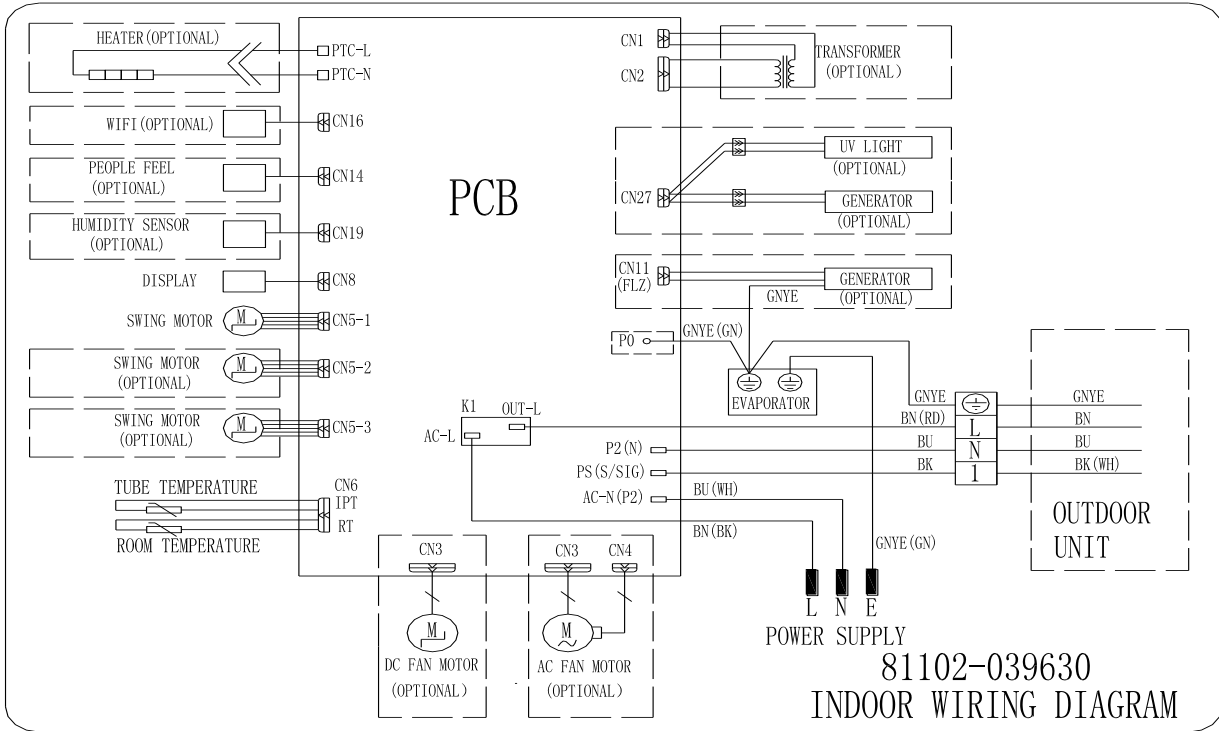 HEATER(OPTIONAL)
PTC-L
PTC-N
WIFI(OPTIONAL)
CN16
PEOPLE FEEL
(OPTIONAL)
CN14
HUMIDITY SENSOR
(OPTIONAL)
CN19
DISPLAY
CN8
SWING MOTOR
M
CN5-1
SWING MOTOR
(OPTIONAL)
M
CN5-2
SWING MOTOR
(OPTIONAL)
M
CN5-3
TUBE TEMPERATURE
CN6
IPT
RT
ROOM TEMPERATURE
PCB
CN1
CN2
TRANSFORMER
(OPTIONAL)
CN27
UV LIGHT
(OPTIONAL)
GENERATOR
(OPTIONAL)
CN11
(FLZ)
GENERATOR
(OPTIONAL)
GNYE
P0
GNYE(GN)
EVAPORATOR
K1
OUT-L
AC-L
P2(N)
PS(S/SIG)
AC-N(P2)
BU(WH)
BN(BK)
GNYE(GN)
GNYE
BN(RD)
BU
BK
L
N
1
GNYE
BN
BU
BK(WH)
OUTDOOR
UNIT
CN3
M
DC FAN MOTOR
(OPTIONAL)
CN3
CN4
M
AC FAN MOTOR
(OPTIONAL)
L N E
POWER SUPPLY
81102-039630
INDOOR WIRING DIAGRAM